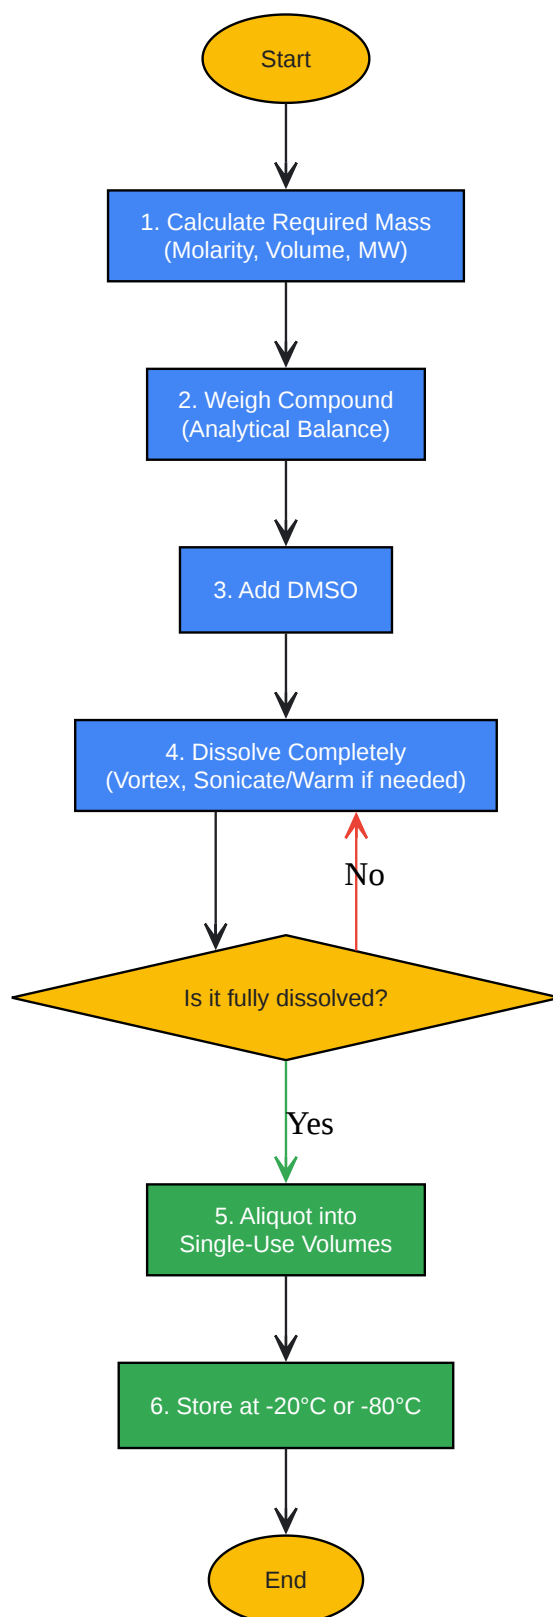 Start
1. Calculate Required Mass
(Molarity, Volume, MW)
2. Weigh Compound
(Analytical Balance)
3. Add DMSO
4. Dissolve Completely
(Vortex, Sonicate/Warm if needed)
No
Is it fully dissolved?
Yes
5. Aliquot into
Single-Use Volumes
6. Store at -20°C or -80°C
End